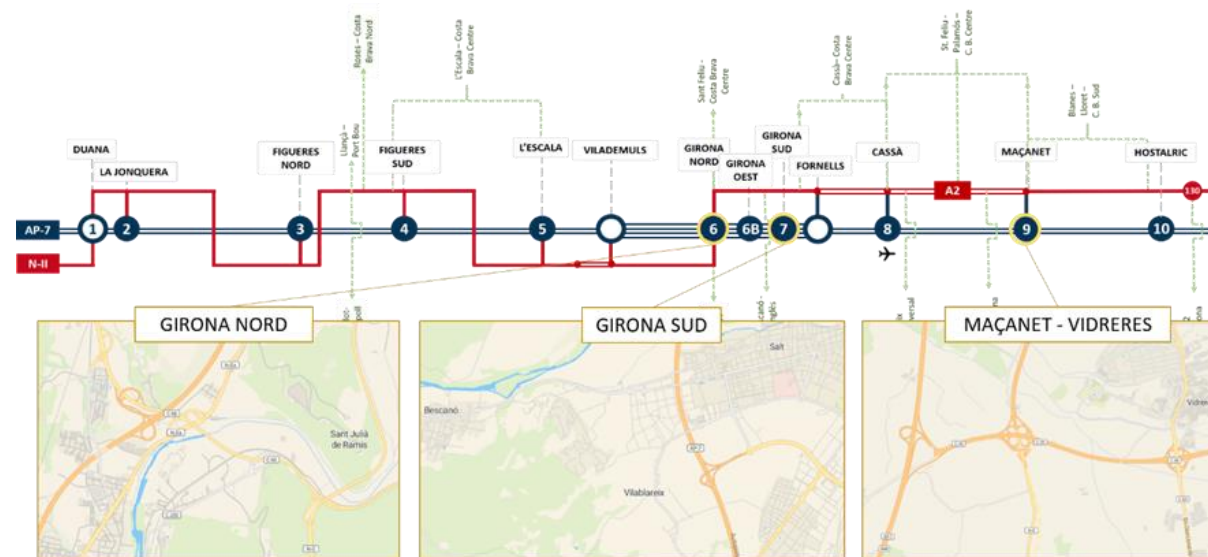 Roses – Costa
Brava Nord
Llançà –
Port Bou
L'Escala – Costa
Brava Centre
Sant Feliu -
Costa Brava
Centre
Cassà– Costa
Brava Centre
St. Feliu -
Palamós –
C. B. Centre
Blanes –
Lloret –
C. B. Sud
DUANA
LA JONQUERA
FIGUERES
NORD
FIGUERES
SUD
L'ESCALA
VILADEMULS
GIRONA
NORD
GIRONA
OEST
GIRONA
SUD
FORNELLS
CASSÀ
MAÇANET
HOSTALRIC
A2
130
AP-7
1
2
3
4
5
6
6B
7
8
9
10
N-II
GIRONA NORD
GIRONA SUD
MAÇANET - VIDRERES
Sant Julià
de Ramis
Bescanó
Salt
AP-7
Vilablareix
Vidre